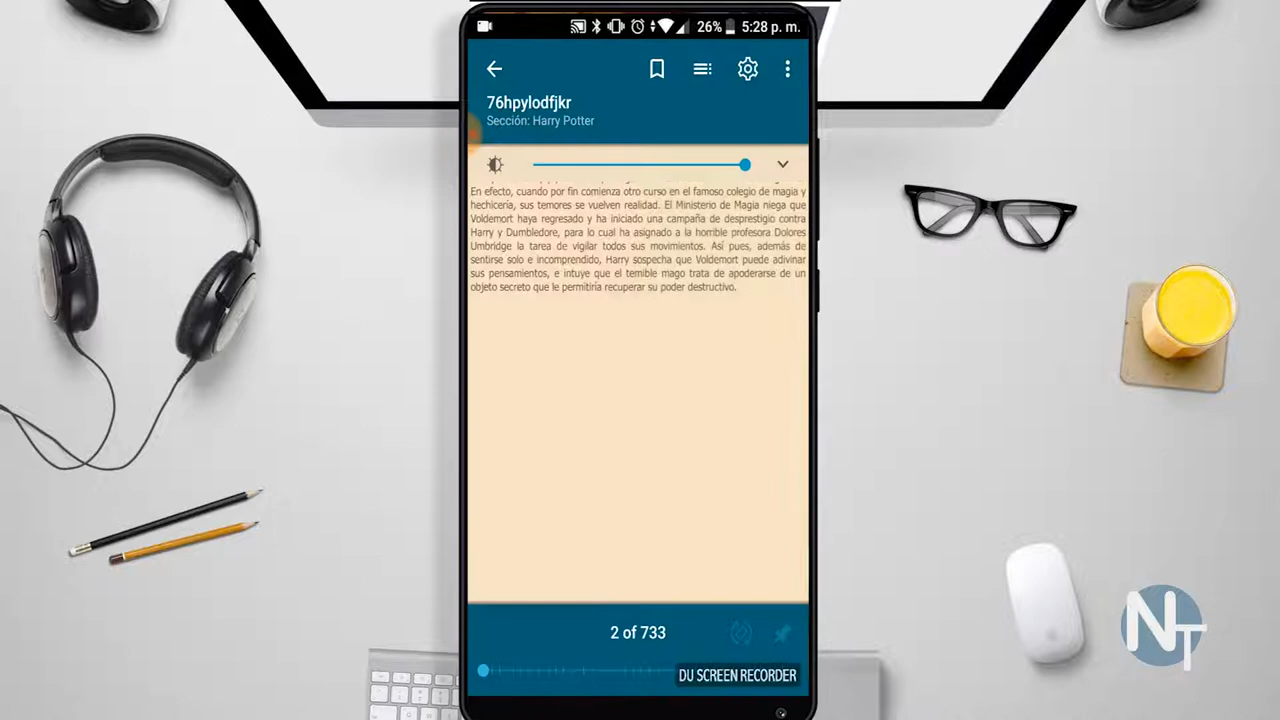 26% 5:28 p. m.
76hpylodfjkr
Sección: Harry Potter
En efecto, cuando por fin comienza otro curso en el famoso colegio de magia y
hechicería, sus temores se vuelven realidad. El Ministerio de Magia niega que
Voldemort haya regresado y ha iniciado una campaña de desprestigio contra
Harry y Dumbledore, para lo cual ha asignado a la horrible profesora Dolores
Umbridge la tarea de vigilar todos sus movimientos. Así pues, además de
sentirse solo e incomprendido, Harry sospecha que Voldemort puede adivinar
sus pensamientos, e intuye que el temible mago trata de apoderarse de un
objeto secreto que le permitiría recuperar su poder destructivo.
2 of 733
DU SCREEN RECORDER
NT